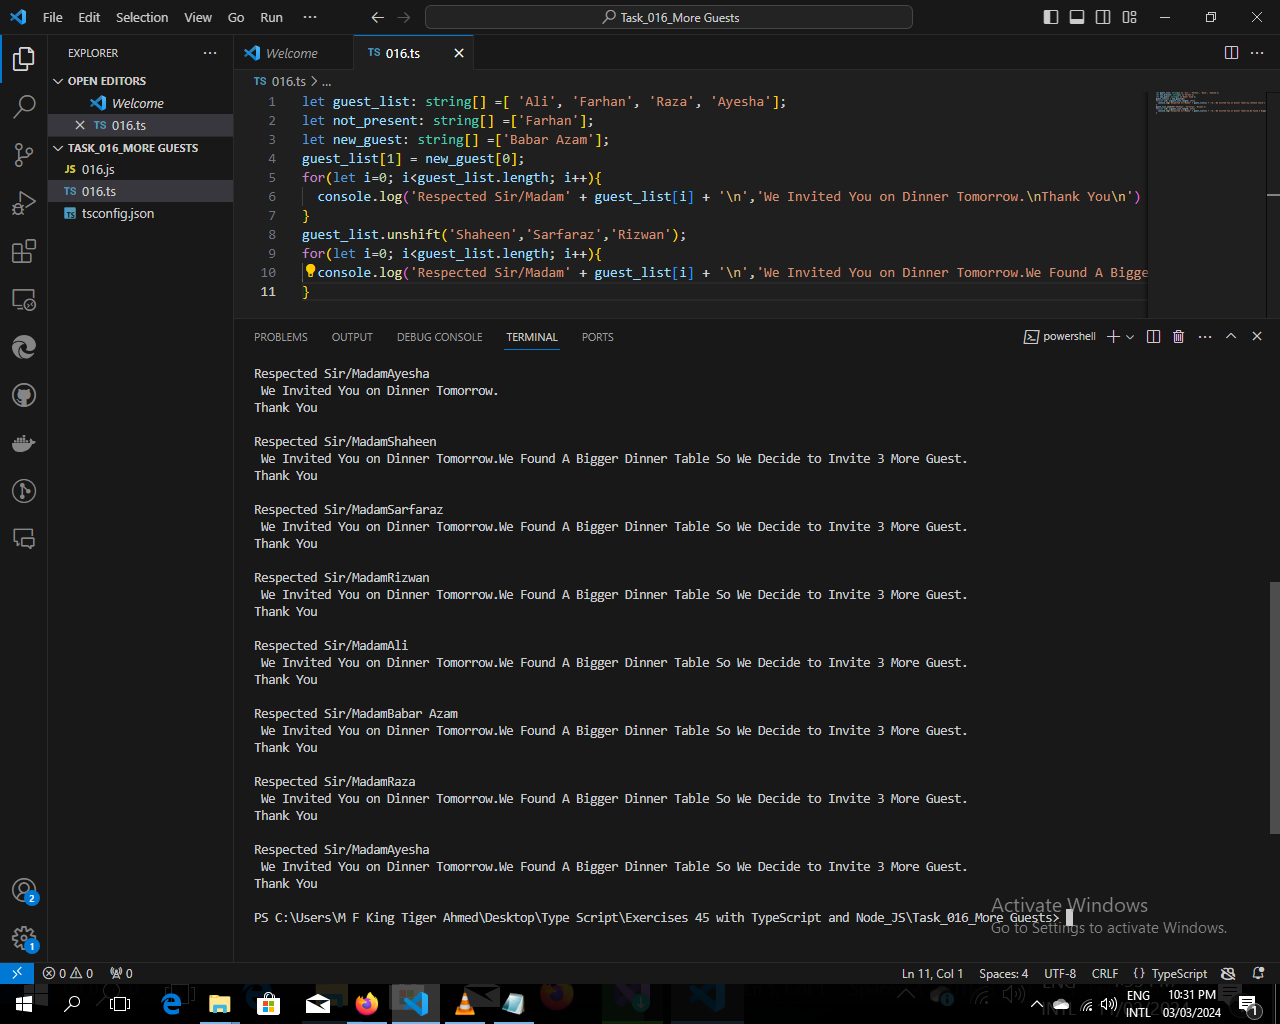 File Edit Selection View Go Run ··· Task_016_More Guests
EXPLORER
OPEN EDITORS
Welcome
016.ts
TASK_016_MORE GUESTS
JS 016.js
TS 016.ts
tsconfig.json
Welcome TS 016.ts
TS 016.ts > ...
1 let guest_list: string[] =[ 'Ali', 'Farhan', 'Raza', 'Ayesha'];
2 let not_present: string[] =['Farhan'];
3 let new_guest: string[] =['Babar Azam'];
4 guest_list[1] = new_guest[0];
5 for(let i=0; i<guest_list.length; i++){
6 console.log('Respected Sir/Madam' + guest_list[i] + '\n','We Invited You on Dinner Tomorrow.\nThank You\n')
7 }
8 guest_list.unshift('Shaheen','Sarfaraz','Rizwan');
9 for(let i=0; i<guest_list.length; i++){
10 console.log('Respected Sir/Madam' + guest_list[i] + '\n','We Invited You on Dinner Tomorrow.We Found A Bigge
11 }
PROBLEMS OUTPUT DEBUG CONSOLE TERMINAL PORTS powershell
Respected Sir/MadamAyesha
We Invited You on Dinner Tomorrow.
Thank You
Respected Sir/MadamShaheen
We Invited You on Dinner Tomorrow.We Found A Bigger Dinner Table So We Decide to Invite 3 More Guest.
Thank You
Respected Sir/MadamSarfaraz
We Invited You on Dinner Tomorrow.We Found A Bigger Dinner Table So We Decide to Invite 3 More Guest.
Thank You
Respected Sir/MadamRizwan
We Invited You on Dinner Tomorrow.We Found A Bigger Dinner Table So We Decide to Invite 3 More Guest.
Thank You
Respected Sir/MadamAli
We Invited You on Dinner Tomorrow.We Found A Bigger Dinner Table So We Decide to Invite 3 More Guest.
Thank You
Respected Sir/MadamBabar Azam
We Invited You on Dinner Tomorrow.We Found A Bigger Dinner Table So We Decide to Invite 3 More Guest.
Thank You
Respected Sir/MadamRaza
We Invited You on Dinner Tomorrow.We Found A Bigger Dinner Table So We Decide to Invite 3 More Guest.
Thank You
Respected Sir/MadamAyesha
We Invited You on Dinner Tomorrow.We Found A Bigger Dinner Table So We Decide to Invite 3 More Guest.
Thank You
PS C:\Users\M F King Tiger Ahmed\Desktop\Type Script\Exercises 45 with TypeScript and Node_JS\Task_016_More Guests>
Activate Windows
Go to Settings to activate Windows.
2
1
0 0 0 Ln 11, Col 1 Spaces: 4 UTF-8 CRLF {} TypeScript
ENG 10:31 PM
INTL 03/03/2024
1